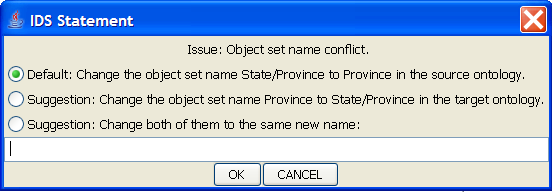 IDS Statement
Issue: Object set name conflict.
Default: Change the object set name State/Province to Province in the source ontology.
Suggestion: Change the object set name Province to State/Province in the target ontology.
Suggestion: Change both of them to the same new name:
OK CANCEL